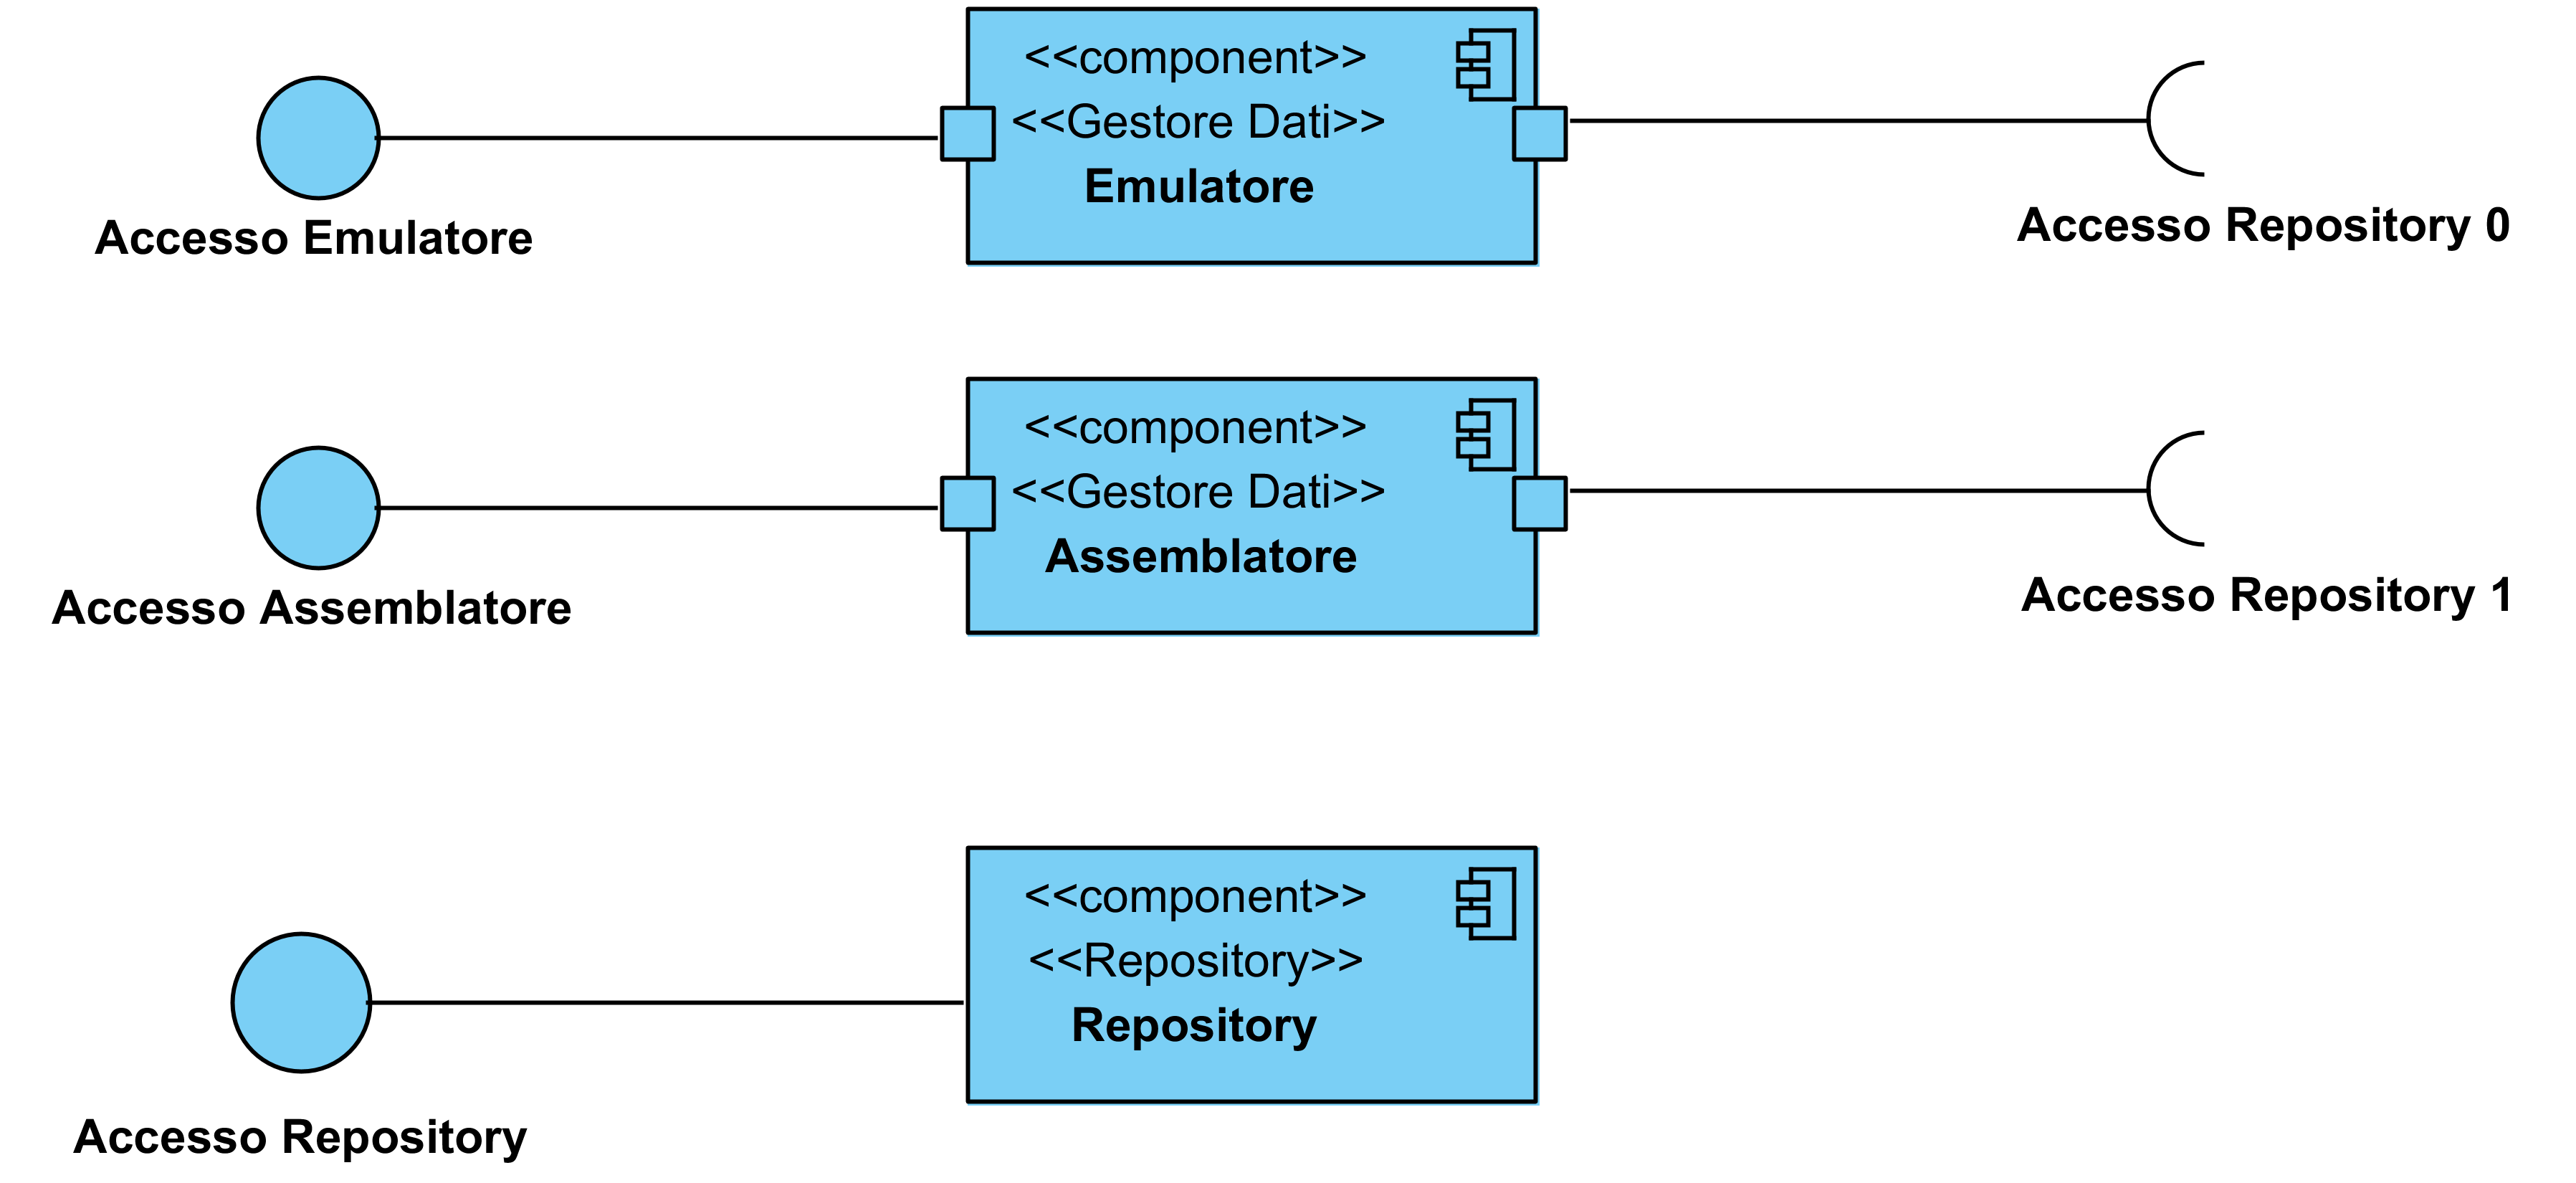 <<component>>
<<Gestore Dati>>
Emulatore
Accesso Emulatore
Accesso Repository 0
<<component>>
<<Gestore Dati>>
Assemblatore
Accesso Assemblatore
Accesso Repository 1
<<component>>
<<Repository>>
Repository
Accesso Repository